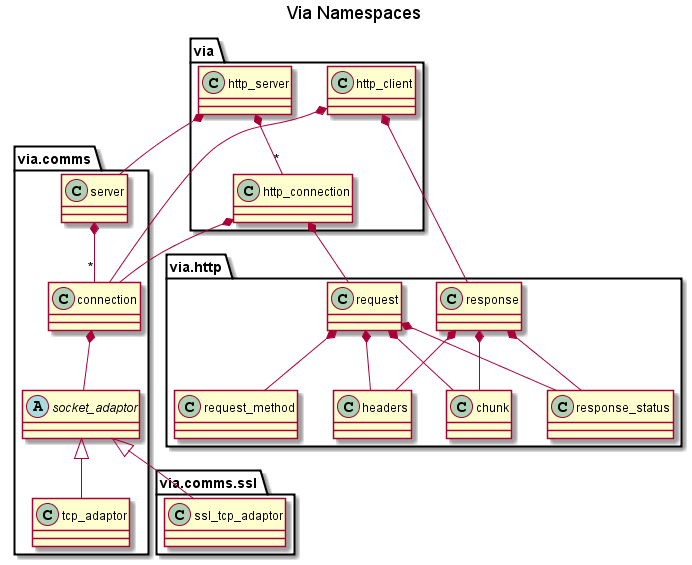 Via Namespaces
via
C http_server
C http_client
*
C http_connection
via.comms
C server
*
C connection
A socket_adaptor
C tcp_adaptor
via.http
C request
C response
C request_method
C headers
C chunk
C response_status
via.comms.ssl
C ssl_tcp_adaptor